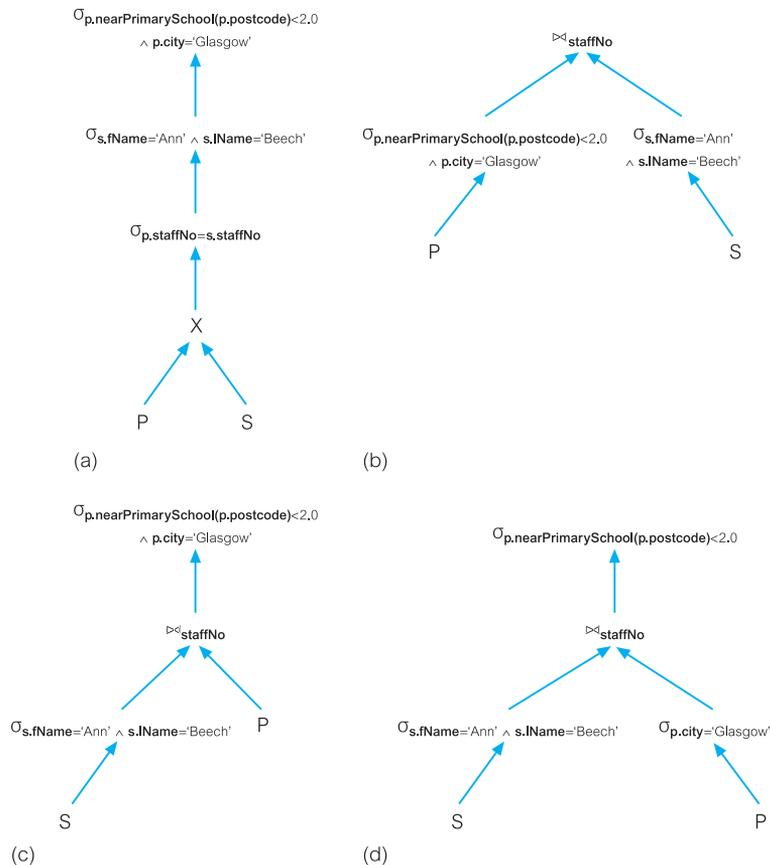 σp.nearPrimarySchool(p.postcode)<2.0
∧ p.city=‘Glasgow’
σs.fName=‘Ann’ ∧ s.lName=‘Beech’
σp.staffNo=s.staffNo
X
P S
(a)
⋈staffNo
σp.nearPrimarySchool(p.postcode)<2.0
∧ p.city=‘Glasgow’
σs.fName=‘Ann’
∧ s.lName=‘Beech’
P S
(b)
σp.nearPrimarySchool(p.postcode)<2.0
∧ p.city=‘Glasgow’
⋈staffNo
σs.fName=‘Ann’ ∧ s.lName=‘Beech’ P
S
(c)
σp.nearPrimarySchool(p.postcode)<2.0
⋈staffNo
σs.fName=‘Ann’ ∧ s.lName=‘Beech’ σp.city=‘Glasgow’
S P
(d)